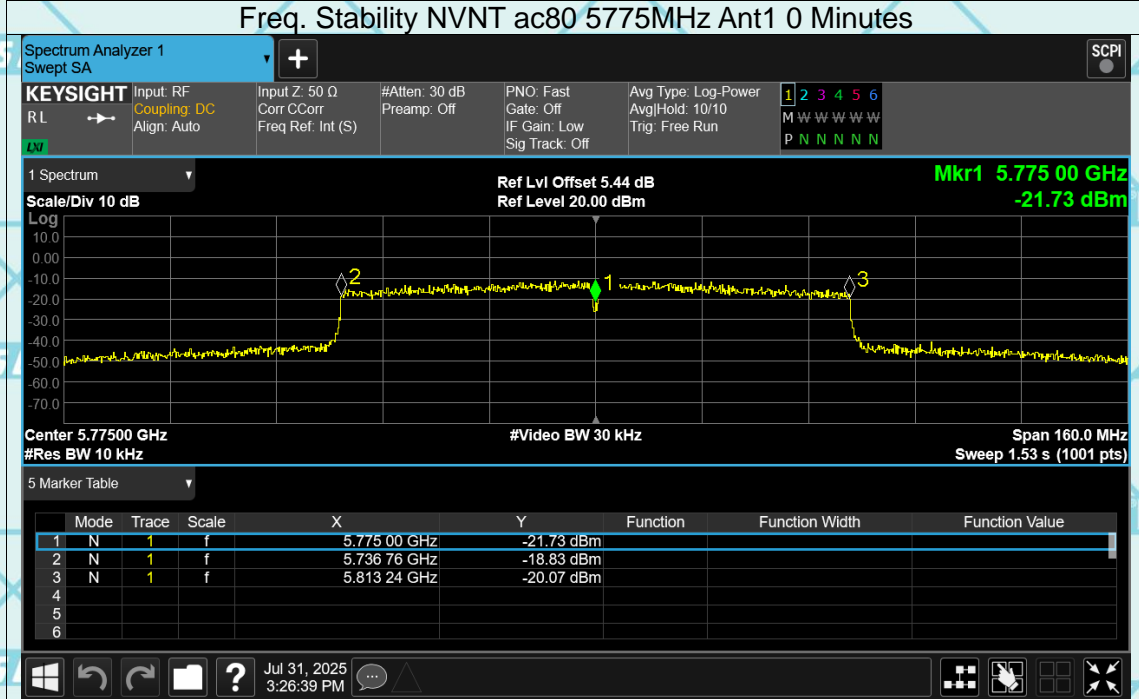 Freq. Stability NVNT ac80 5775MHz Ant1 0 Minutes
Spectrum Analyzer 1
Swept SA
+
SCPI
KEYSIGHT
RL
LXI
Input: RF
Coupling: DC
Align: Auto
Input Z: 50 Ω
Corr CCorr
Freq Ref: Int (S)
#Atten: 30 dB
Preamp: Off
PNO: Fast
Gate: Off
IF Gain: Low
Sig Track: Off
Avg Type: Log-Power
Avg|Hold: 10/10
Trig: Free Run
1 2 3 4 5 6
M W W W W W
P N N N N N
1 Spectrum
Scale/Div 10 dB
Ref Lvl Offset 5.44 dB
Ref Level 20.00 dBm
Mkr1 5.775 00 GHz
-21.73 dBm
Log
10.0
0.00
-10.0
-20.0
-30.0
-40.0
-50.0
-60.0
-70.0
2
1
3
Center 5.77500 GHz
#Video BW 30 kHz
Span 160.0 MHz
#Res BW 10 kHz
Sweep 1.53 s (1001 pts)
5 Marker Table
Mode Trace Scale X Y Function Function Width Function Value
1 N 1 f 5.775 00 GHz -21.73 dBm
2 N 1 f 5.736 76 GHz -18.83 dBm
3 N 1 f 5.813 24 GHz -20.07 dBm
4
5
6
?
Jul 31, 2025
3:26:39 PM